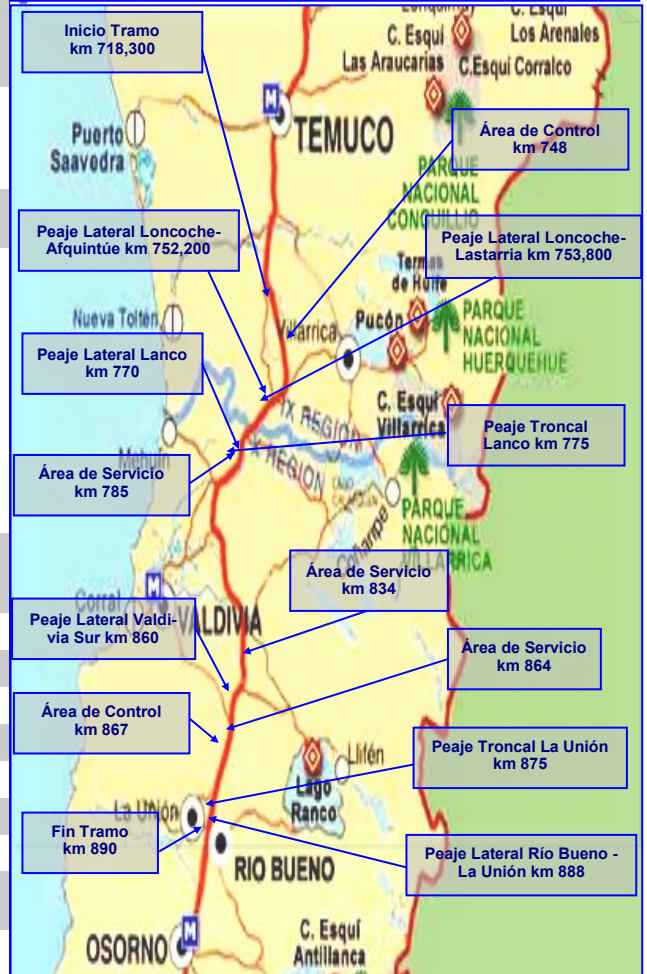 Lonquimay
C. Esquí
Los Arenales
C. Esquí
Las Araucarias
C.Esquí Corralco
Inicio Tramo
km 718,300
M
TEMUCO
Puerto
Saavedra
Área de Control
km 748
PARQUE
NACIONAL
CONGUILLIO
Peaje Lateral Loncoche-
Afquintúe km 752,200
Peaje Lateral Loncoche-
Lastarria km 753,800
Termas
de Huife
Nueva Toltén
Villarrica
Pucón
PARQUE
NACIONAL
HUERQUEHUE
Peaje Lateral Lanco
km 770
C. Esquí
Villarrica
IX REGION
X REGION
Peaje Troncal
Lanco km 775
Mehuín
Área de Servicio
km 785
Coñaripe
PARQUE
NACIONAL
VILLARRICA
Área de Servicio
km 834
M
Corral
VALDIVIA
Peaje Lateral Valdi-
via Sur km 860
Área de Servicio
km 864
Área de Control
km 867
Llifén
Lago
Ranco
Peaje Troncal La Unión
km 875
La Unión
Fin Tramo
km 890
RIO BUENO
Peaje Lateral Río Bueno -
La Unión km 888
M
OSORNO
C. Esquí
Antillanca